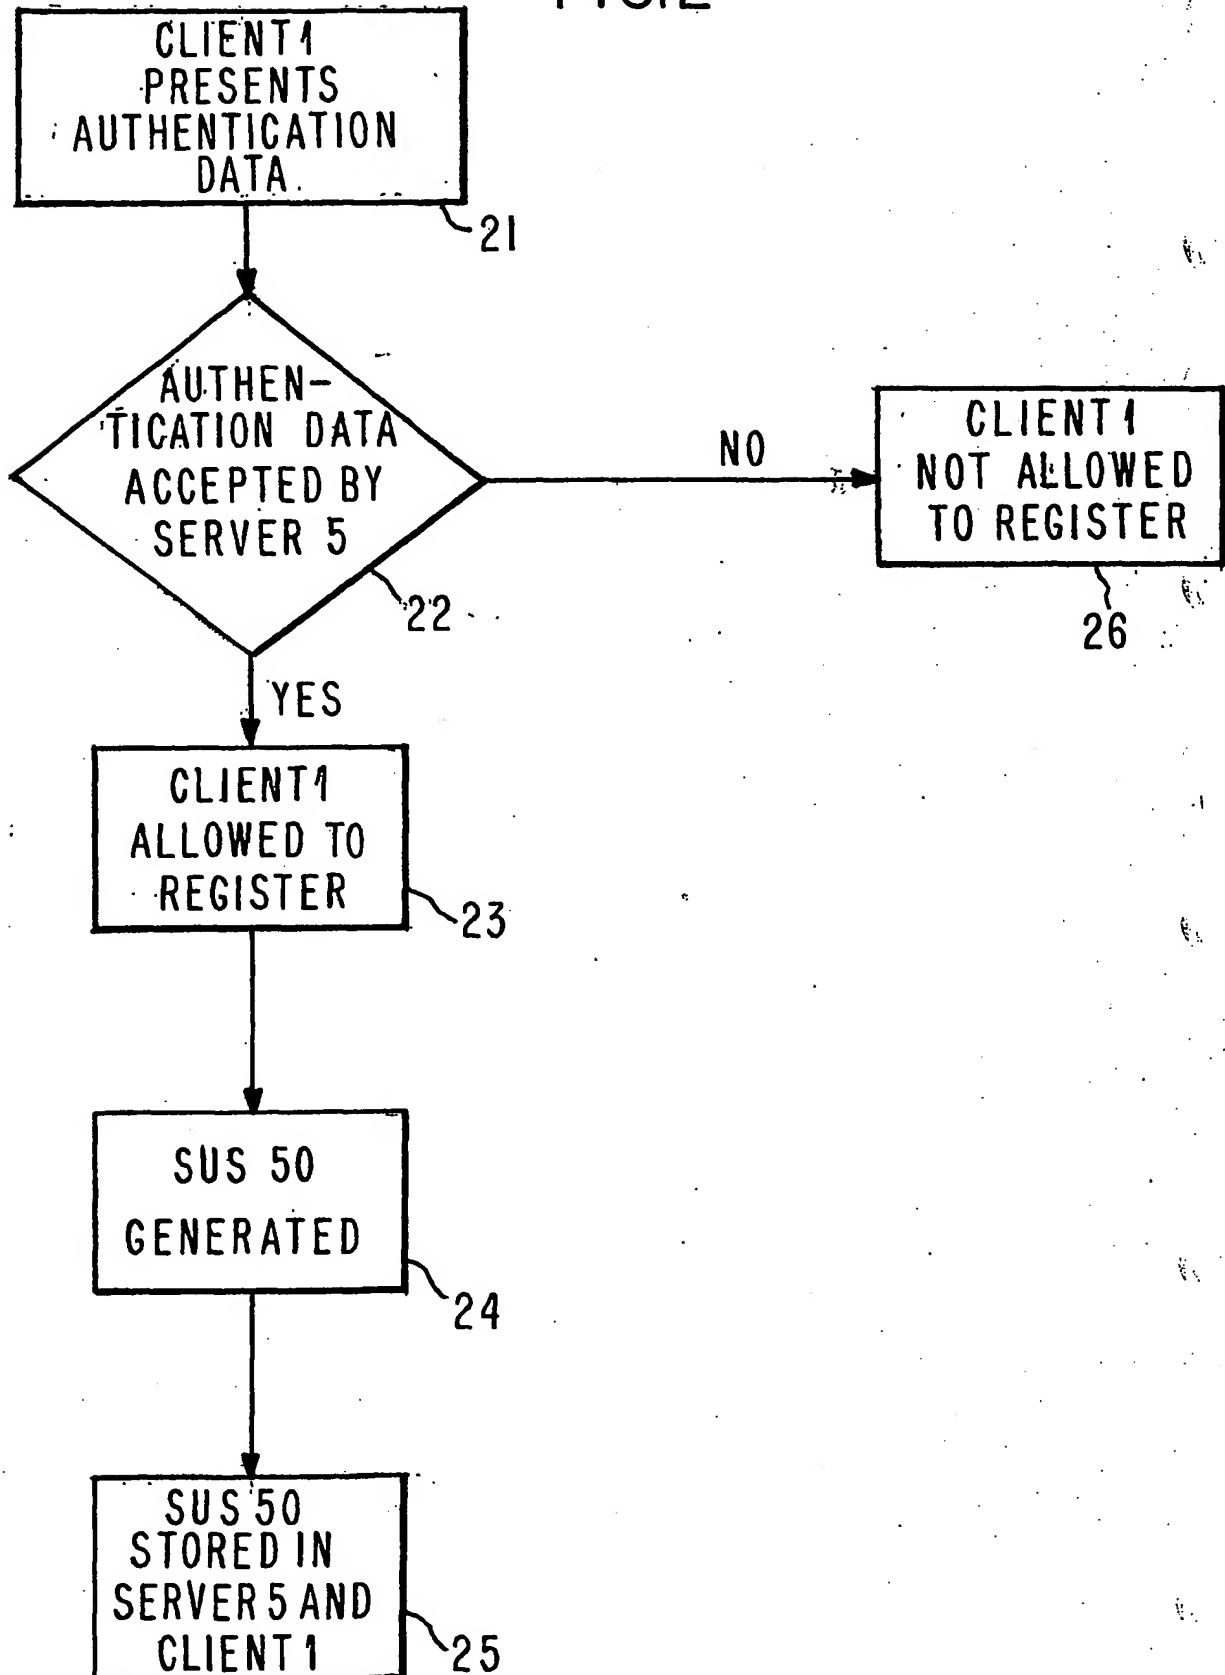 FIG.2
CLIENT 1
PRESENTS
AUTHENTICATION
DATA
21
AUTHEN-
TICATION DATA
ACCEPTED BY
SERVER 5
22
NO
CLIENT 1
NOT ALLOWED
TO REGISTER
26
YES
CLIENT 1
ALLOWED TO
REGISTER
23
SUS 50
GENERATED
24
SUS 50
STORED IN
SERVER 5 AND
CLIENT 1
25